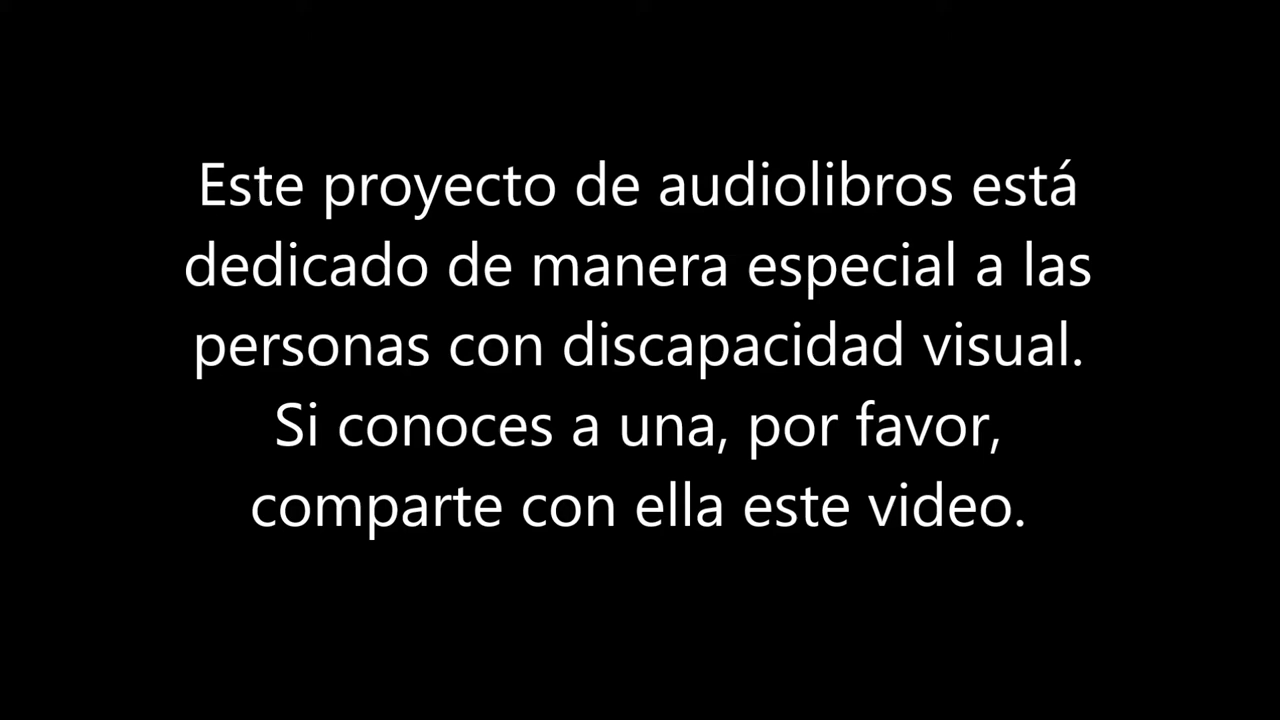 Este proyecto de audiolibros está
dedicado de manera especial a las
personas con discapacidad visual.
Si conoces a una, por favor,
comparte con ella este video.